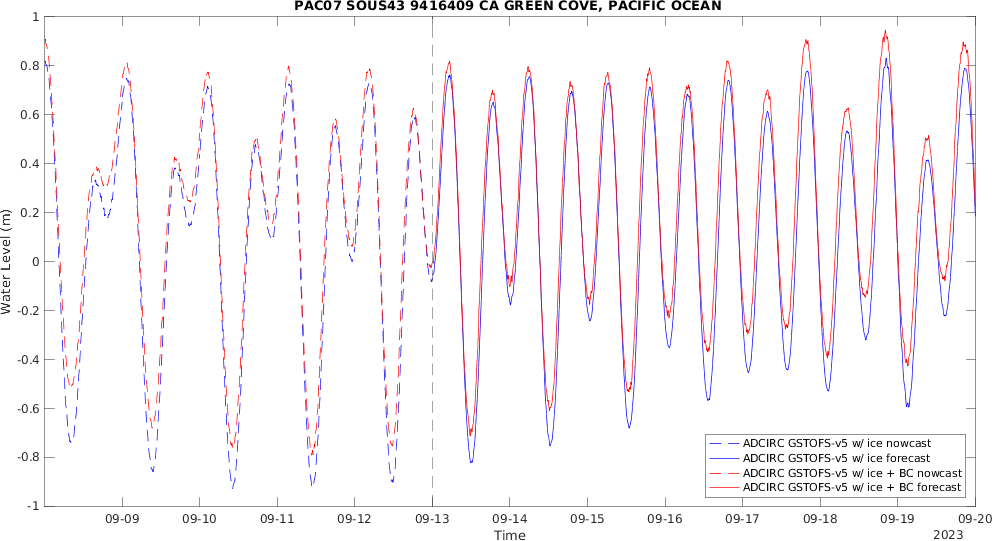 PAC07 SOUS43 9416409 CA GREEN COVE, PACIFIC OCEAN
1
0.8
0.6
0.4
0.2
0
-0.2
-0.4
-0.6
-0.8
-1
Water Level (m)
ADCIRC GSTOFS-v5 w/ ice nowcast
ADCIRC GSTOFS-v5 w/ ice forecast
ADCIRC GSTOFS-v5 w/ ice + BC nowcast
ADCIRC GSTOFS-v5 w/ ice + BC forecast
09-09 09-10 09-11 09-12 09-13 09-14 09-15 09-16 09-17 09-18 09-19 09-20
Time
2023